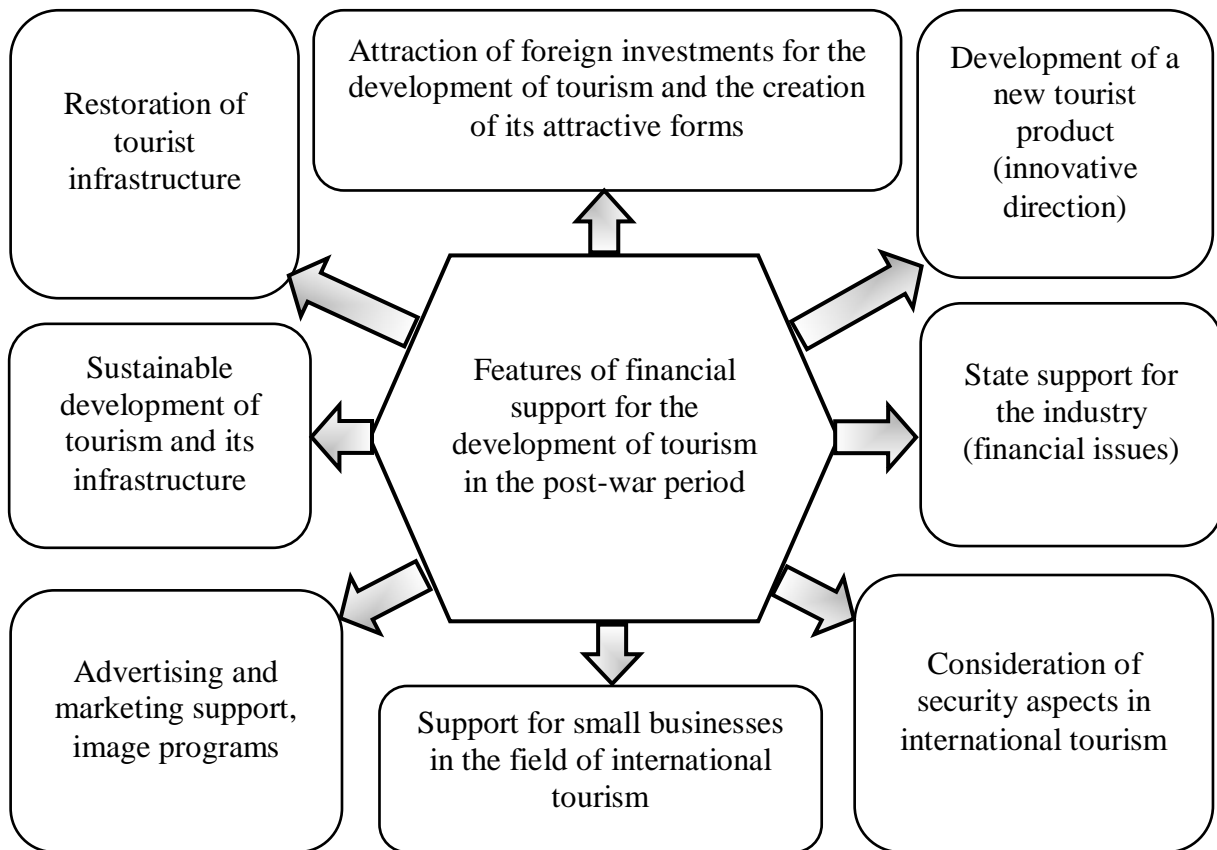 Restoration of
tourist
infrastructure
Attraction of foreign investments for the
development of tourism and the creation
of its attractive forms
Development of a
new tourist
product
(innovative
direction)
Sustainable
development of
tourism and its
infrastructure
Features of financial
support for the
development of tourism
in the post-war period
State support for
the industry
(financial issues)
Advertising and
marketing support,
image programs
Support for small businesses
in the field of international
tourism
Consideration of
security aspects in
international tourism